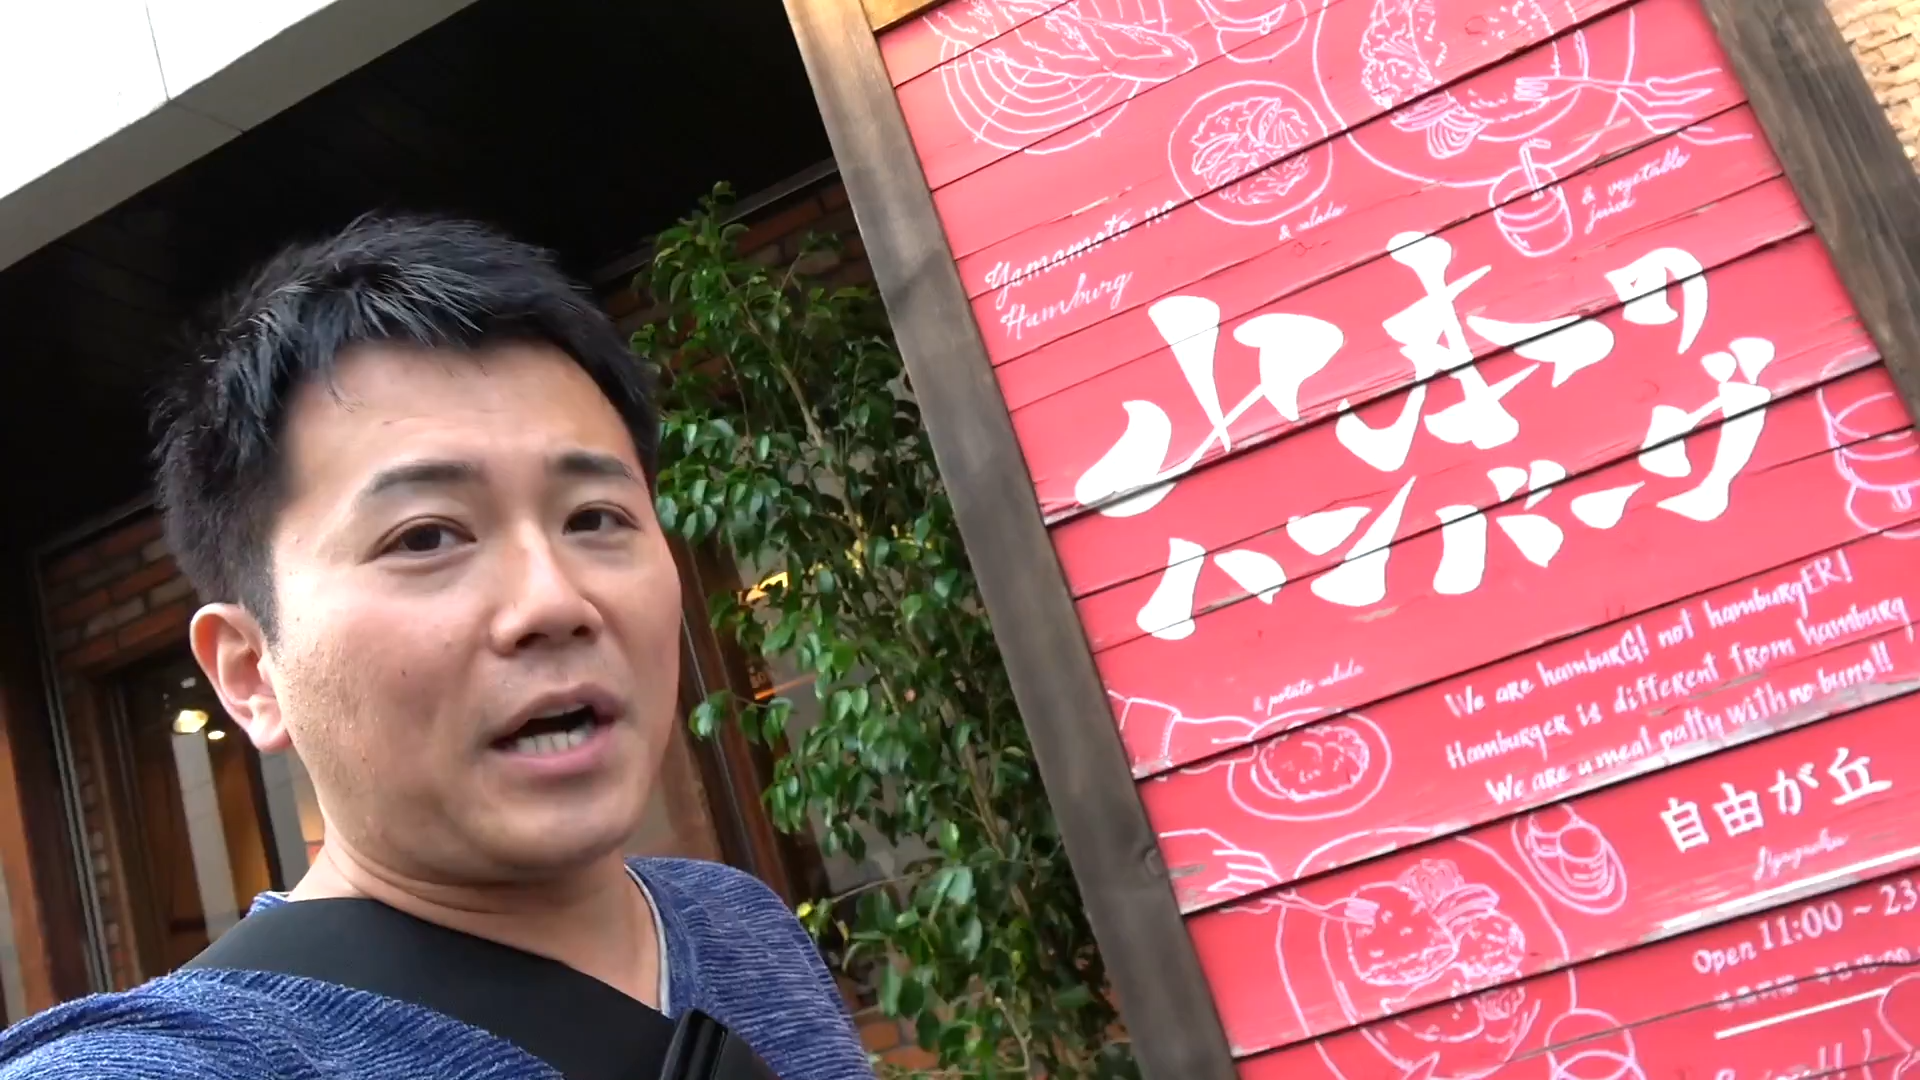 & salada
& vegetable
juice
Yamamoto no
Hamburg
山本の
ハンバーグ
We are hambuRG! not hambuRgER!
HambuRgeR is diffeRent fRom hambuRg,
We are a meat patty with no buns!!
& potato salada
自由が丘
Jiyugaoka
Open 11:00 ~ 23